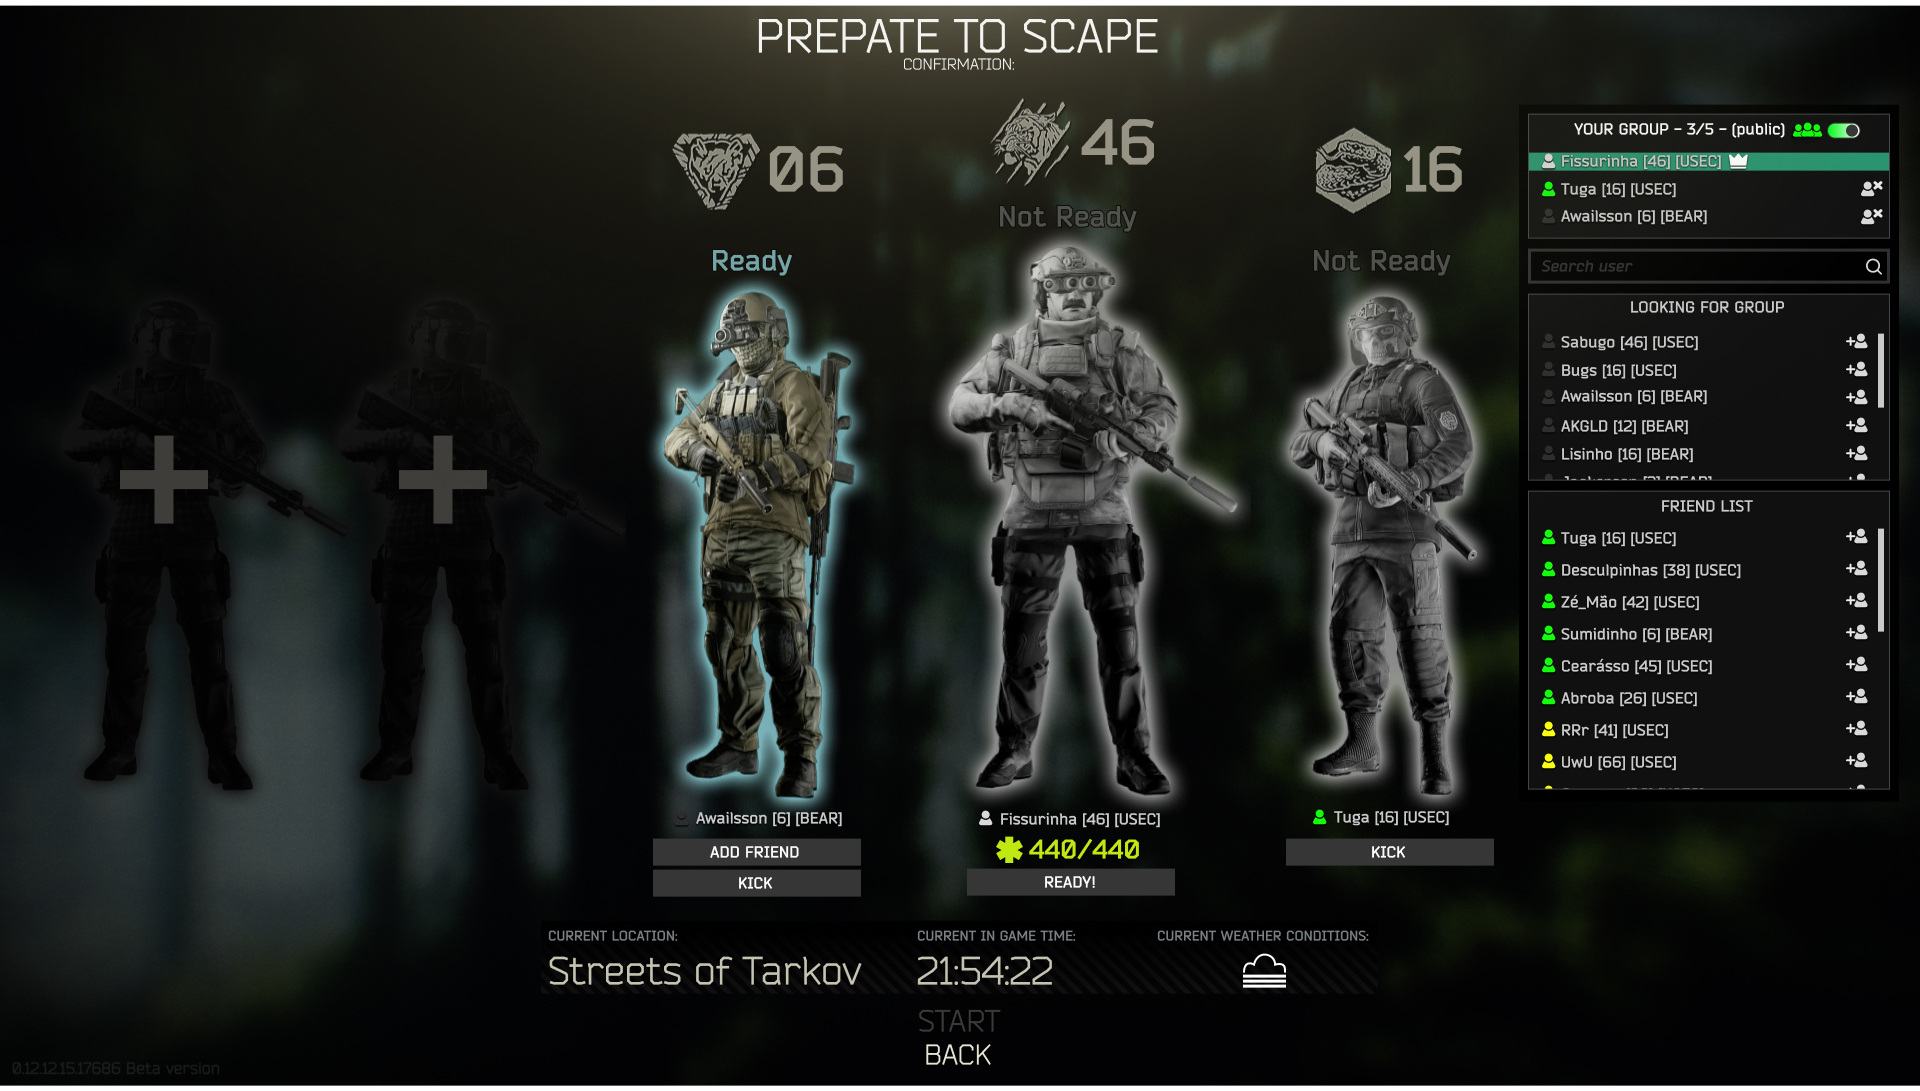 PREPATE TO SCAPE
CONFIRMATION:
06
46
16
Ready
Not Ready
Not Ready
Awailsson [6] [BEAR]
ADD FRIEND
KICK
Fissurinha [46] [USEC]
440/440
READY!
Tuga [16] [USEC]
KICK
YOUR GROUP - 3/5 - (public)
Fissurinha [46] [USEC]
Tuga [16] [USEC]
Awailsson [6] [BEAR]
Search user
LOOKING FOR GROUP
Sabugo [46] [USEC]
Bugs [16] [USEC]
Awailsson [6] [BEAR]
AKGLD [12] [BEAR]
Lisinho [16] [BEAR]
FRIEND LIST
Tuga [16] [USEC]
Desculpinhas [38] [USEC]
Zé_Mão [42] [USEC]
Sumidinho [6] [BEAR]
Cearásso [45] [USEC]
Abroba [26] [USEC]
RRr [41] [USEC]
UwU [66] [USEC]
CURRENT LOCATION:
Streets of Tarkov
CURRENT IN GAME TIME:
21:54:22
CURRENT WEATHER CONDITIONS:
START
BACK
0.12.12.15.17686 Beta version